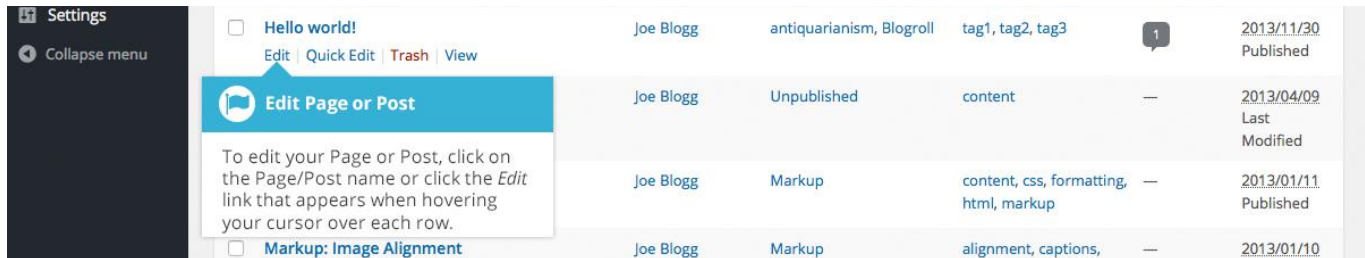 Settings
Collapse menu
Hello world! Joe Blogg antiquarianism, Blogroll tag1, tag2, tag3 1 2013/11/30
Edit | Quick Edit | Trash | View Published
Edit Page or Post
Joe Blogg Unpublished content — 2013/04/09
Last
Modified
To edit your Page or Post, click on
the Page/Post name or click the Edit
link that appears when hovering
your cursor over each row.
Joe Blogg Markup content, css, formatting, — 2013/01/11
html, markup Published
Markup: Image Alignment Joe Blogg Markup alignment, captions, — 2013/01/10